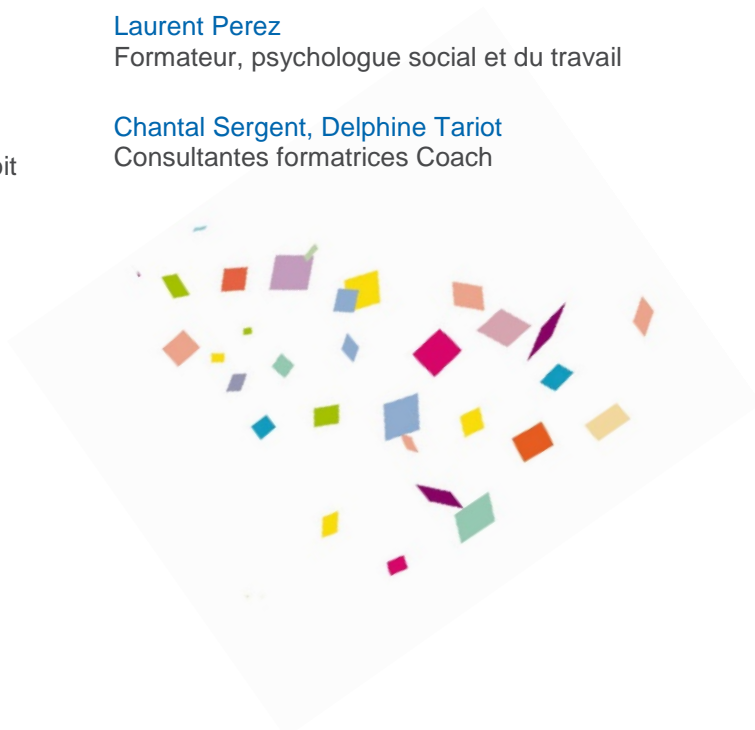 Laurent Perez
Formateur, psychologue social et du travail
Chantal Sergent, Delphine Tariot
Consultantes formatrices Coach